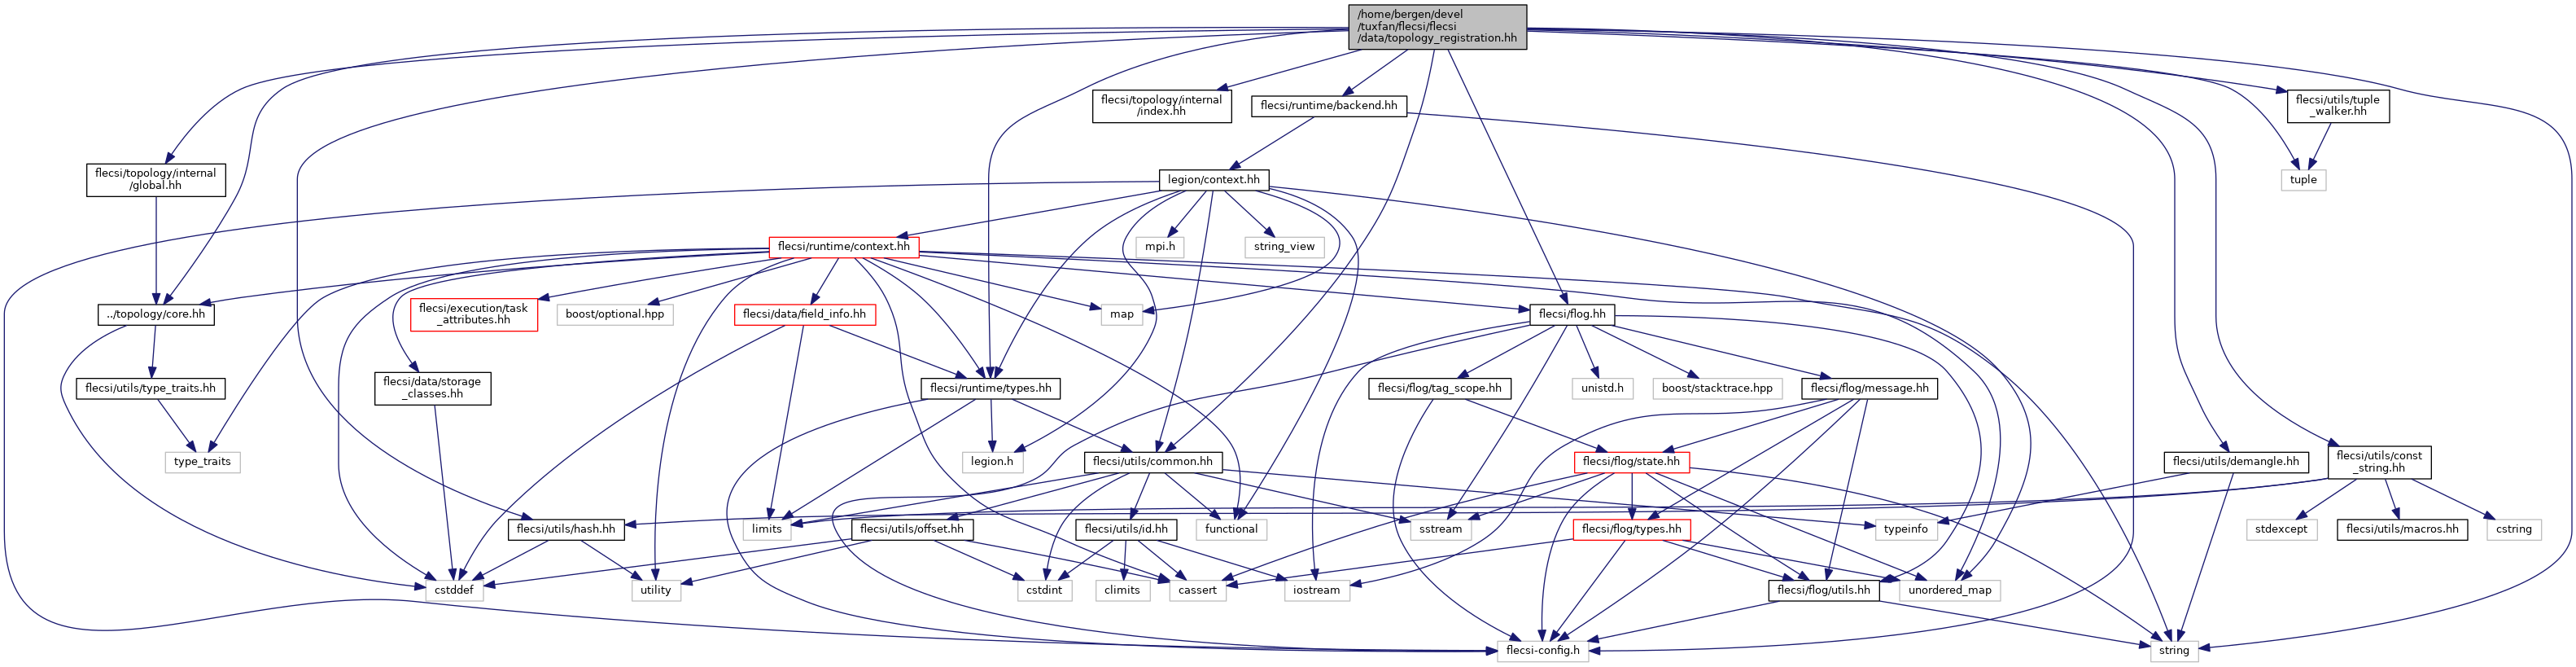 /home/bergen/devel
/tuxfan/flecsi/flecsi
/data/topology_registration.hh
flecsi/topology/internal
/index.hh
flecsi/runtime/backend.hh
flecsi/utils/tuple
_walker.hh
flecsi/topology/internal
/global.hh
legion/context.hh
tuple
flecsi/runtime/context.hh
mpi.h
string_view
../topology/core.hh
flecsi/execution/task
_attributes.hh
boost/optional.hpp
flecsi/data/field_info.hh
map
flecsi/flog.hh
flecsi/utils/type_traits.hh
flecsi/data/storage
_classes.hh
flecsi/runtime/types.hh
flecsi/flog/tag_scope.hh
unistd.h
boost/stacktrace.hpp
flecsi/flog/message.hh
type_traits
legion.h
flecsi/utils/common.hh
flecsi/flog/state.hh
flecsi/utils/demangle.hh
flecsi/utils/const
_string.hh
flecsi/utils/hash.hh
limits
flecsi/utils/offset.hh
flecsi/utils/id.hh
functional
sstream
flecsi/flog/types.hh
typeinfo
stdexcept
flecsi/utils/macros.hh
cstring
cstddef
utility
cstdint
climits
cassert
iostream
flecsi/flog/utils.hh
unordered_map
flecsi-config.h
string